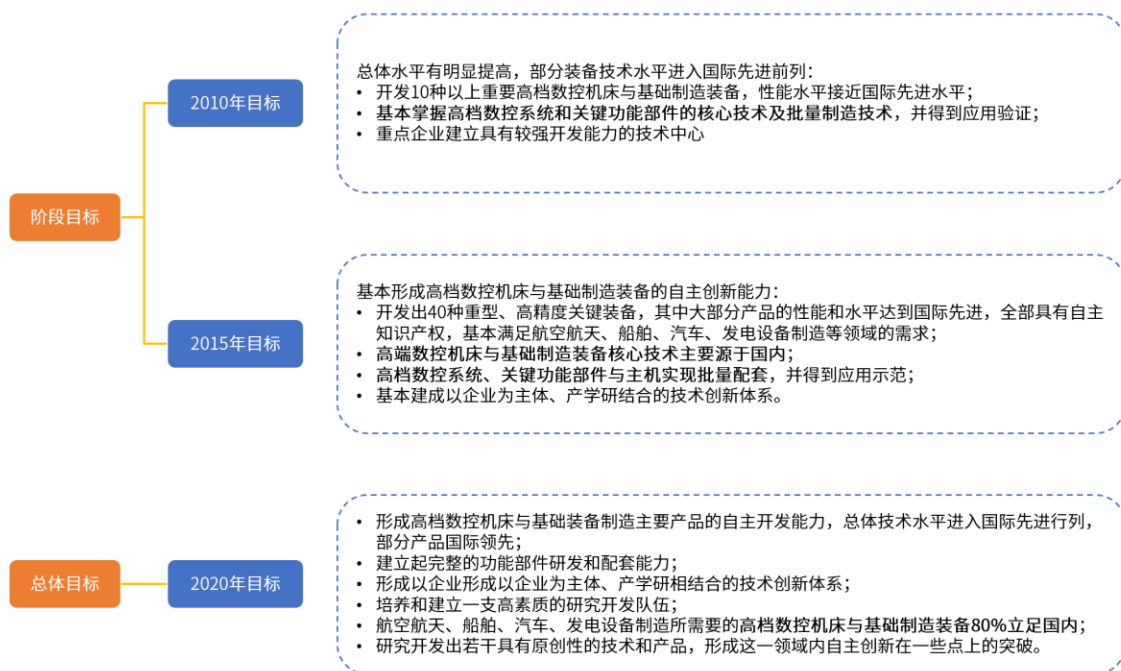 阶段目标
2010年目标
总体水平有明显提高，部分装备技术水平进入国际先进前列：
• 开发10种以上重要高档数控机床与基础制造装备，性能水平接近国际先进水平；
• 基本掌握高档数控系统和关键功能部件的核心技术及批量制造技术，并得到应用验证；
• 重点企业建立具有较强开发能力的技术中心
2015年目标
基本形成高档数控机床与基础制造装备的自主创新能力：
• 开发出40种重型、高精度关键装备，其中大部分产品的性能和水平达到国际先进，全部具有自主
知识产权，基本满足航空航天、船舶、汽车、发电设备制造等领域的需求；
• 高端数控机床与基础制造装备核心技术主要源于国内；
• 高档数控系统、关键功能部件与主机实现批量配套，并得到应用示范；
• 基本建成以企业为主体、产学研结合的技术创新体系。
总体目标
2020年目标
• 形成高档数控机床与基础装备制造主要产品的自主开发能力，总体技术水平进入国际先进行列，
部分产品国际领先；
• 建立起完整的功能部件研发和配套能力；
• 形成以企业形成以企业为主体、产学研相结合的技术创新体系；
• 培养和建立一支高素质的研究开发队伍；
• 航空航天、船舶、汽车、发电设备制造所需要的高档数控机床与基础制造装备80%立足国内；
• 研究开发出若干具有原创性的技术和产品，形成这一领域内自主创新在一些点上的突破。